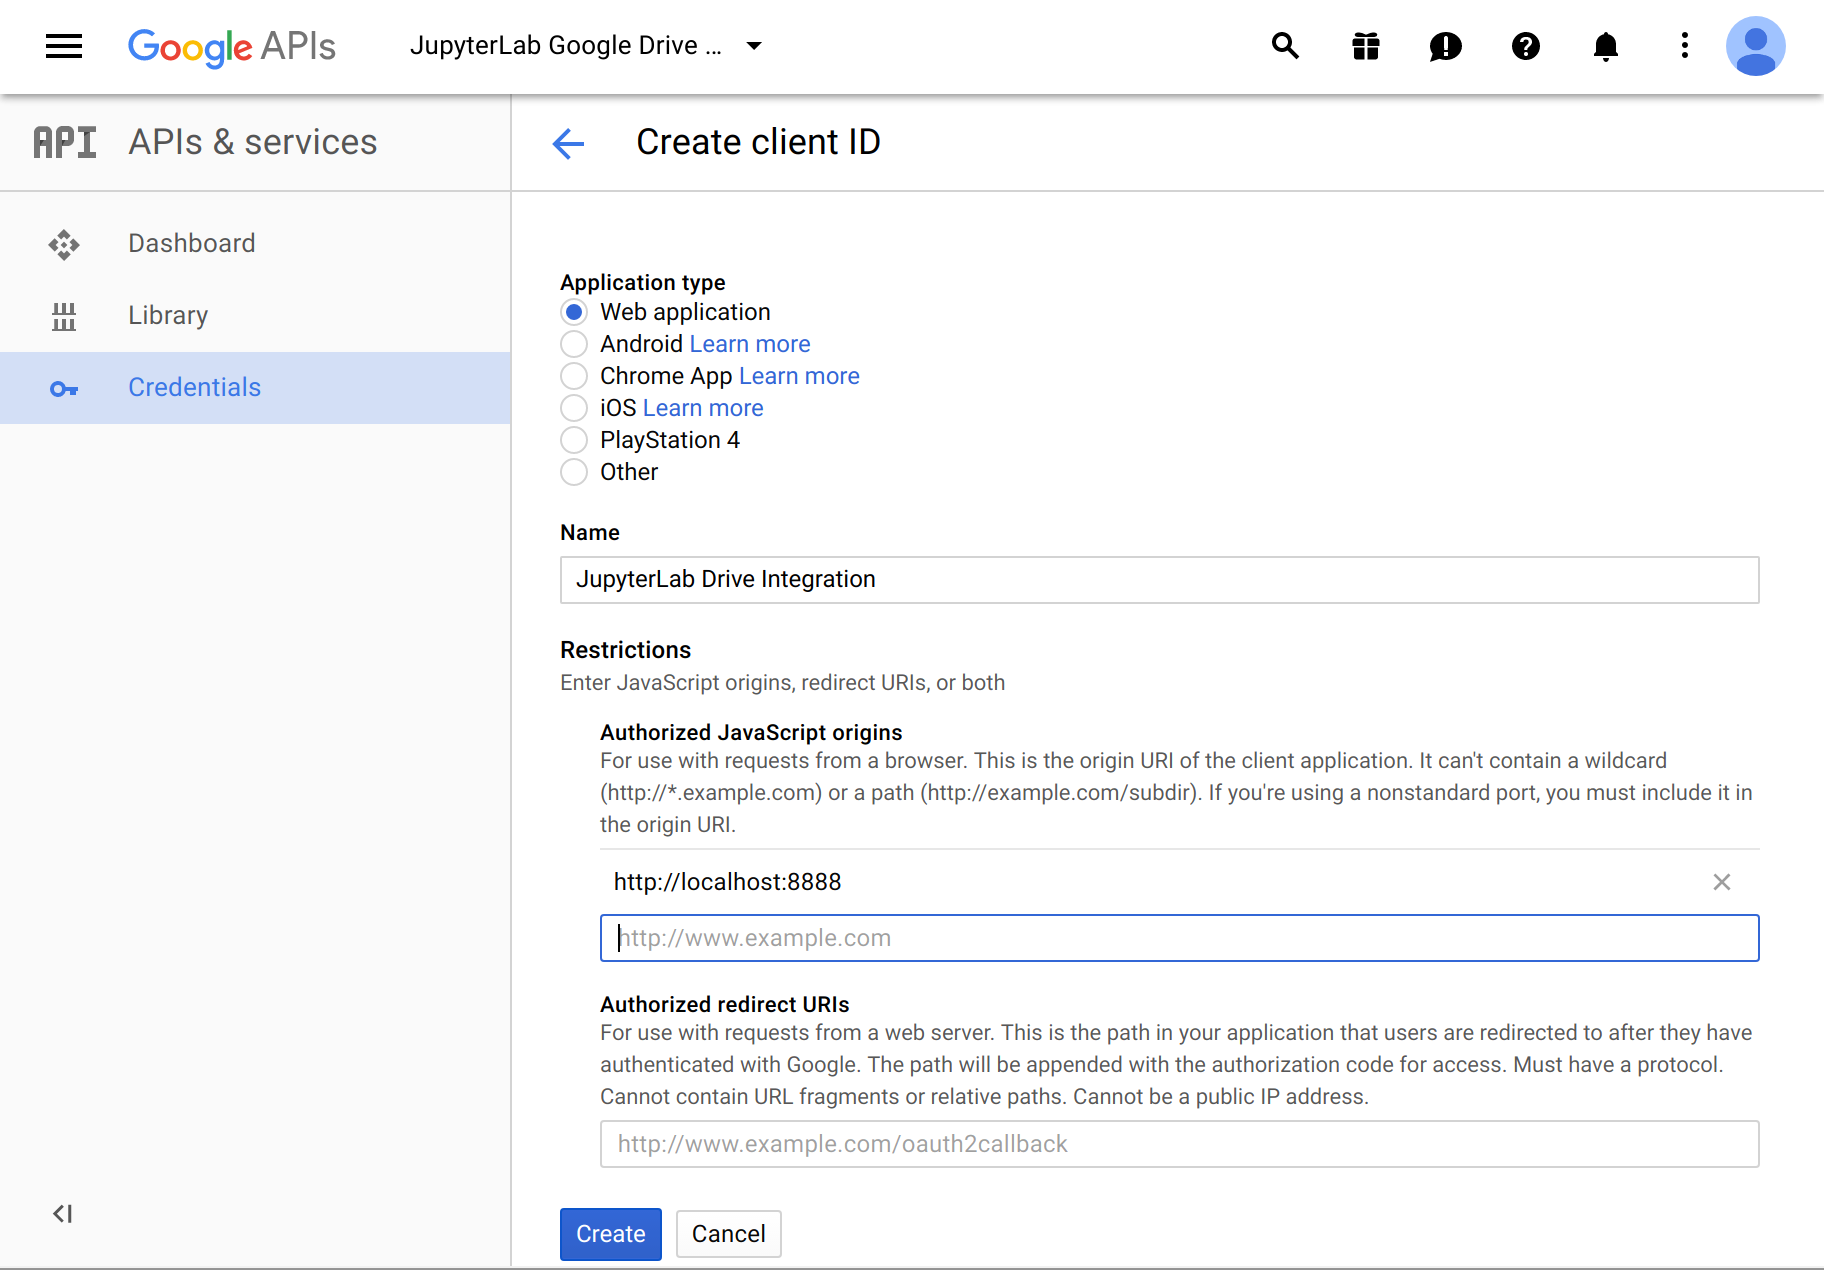 Google APIs
JupyterLab Google Drive ...
API
APIs & services
Create client ID
Dashboard
Library
Credentials
Application type
Web application
Android Learn more
Chrome App Learn more
iOS Learn more
PlayStation 4
Other
Name
JupyterLab Drive Integration
Restrictions
Enter JavaScript origins, redirect URIs, or both
Authorized JavaScript origins
For use with requests from a browser. This is the origin URI of the client application. It can't contain a wildcard
(http://*.example.com) or a path (http://example.com/subdir). If you're using a nonstandard port, you must include it in
the origin URI.
http://localhost:8888
http://www.example.com
Authorized redirect URIs
For use with requests from a web server. This is the path in your application that users are redirected to after they have
authenticated with Google. The path will be appended with the authorization code for access. Must have a protocol.
Cannot contain URL fragments or relative paths. Cannot be a public IP address.
http://www.example.com/oauth2callback
Create
Cancel